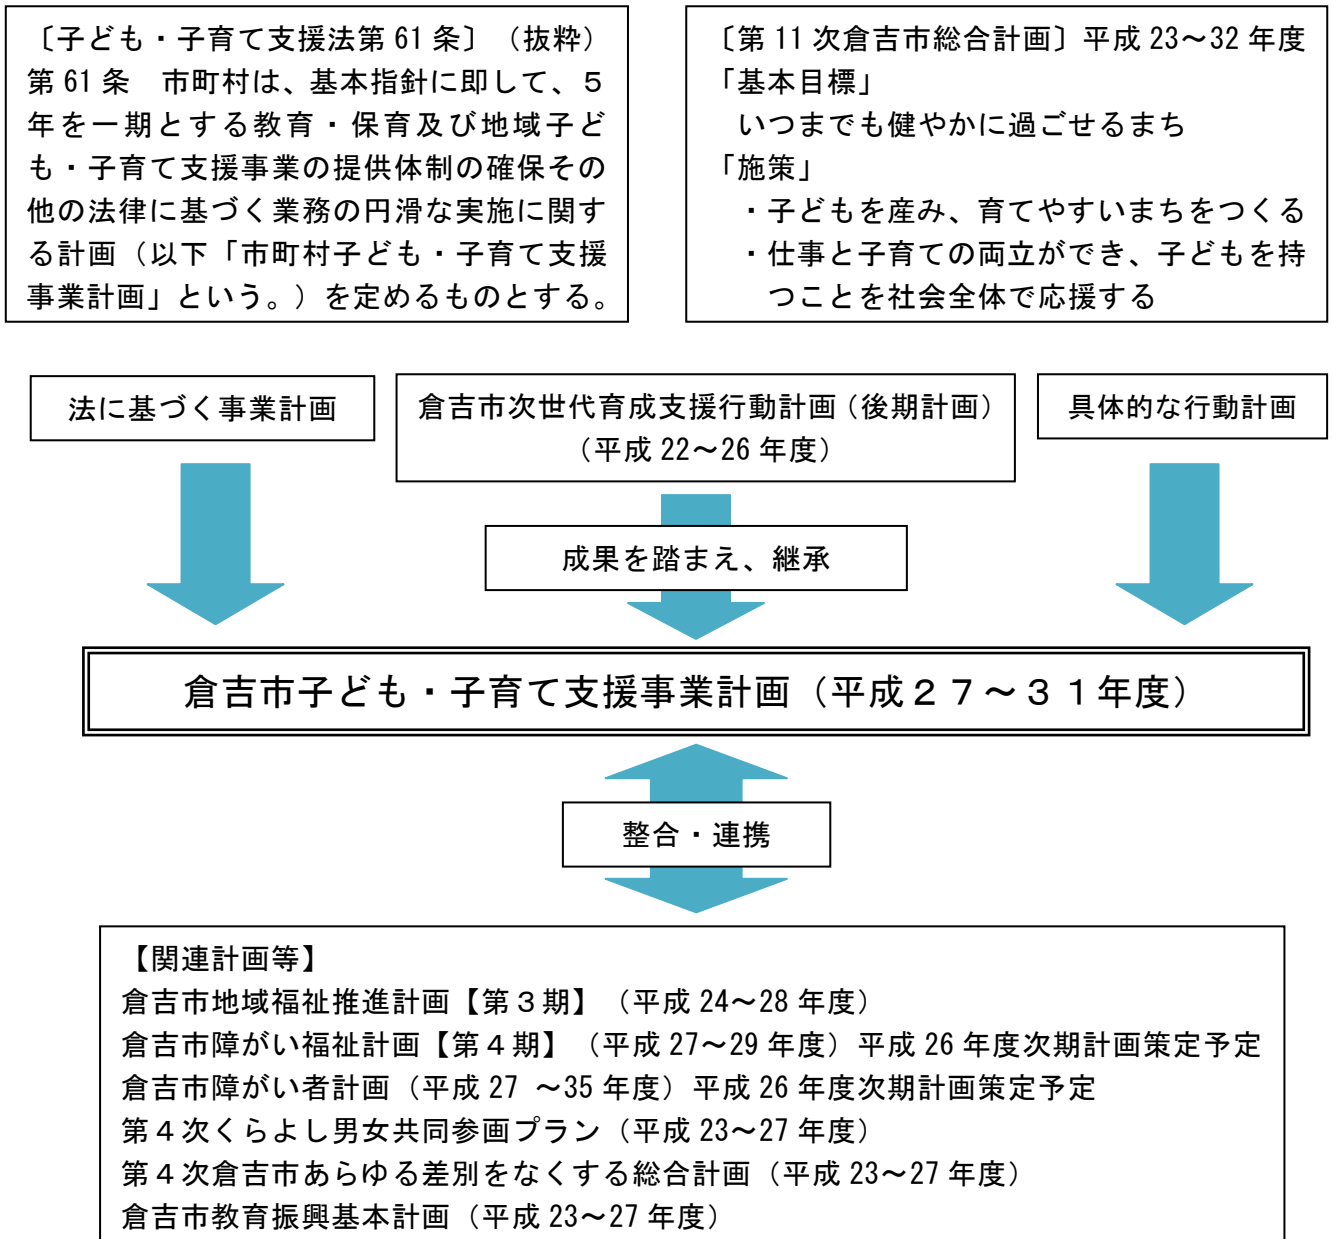 〔子ども・子育て支援法第 61 条〕（抜粋）
第 61 条　市町村は、基本指針に即して、５
年を一期とする教育・保育及び地域子ど
も・子育て支援事業の提供体制の確保その
他の法律に基づく業務の円滑な実施に関す
る計画（以下「市町村子ども・子育て支援
事業計画」という。）を定めるものとする。
〔第 11 次倉吉市総合計画〕平成 23～32 年度
「基本目標」
いつまでも健やかに過ごせるまち
「施策」
・子どもを産み、育てやすいまちをつくる
・仕事と子育ての両立ができ、子どもを持
つことを社会全体で応援する
法に基づく事業計画
倉吉市次世代育成支援行動計画（後期計画）
（平成 22～26 年度）
具体的な行動計画
成果を踏まえ、継承
倉吉市子ども・子育て支援事業計画（平成２７～３１年度）
整合・連携
【関連計画等】
倉吉市地域福祉推進計画【第３期】（平成 24～28 年度）
倉吉市障がい福祉計画【第４期】（平成 27～29 年度）平成 26 年度次期計画策定予定
倉吉市障がい者計画（平成 27 ～35 年度）平成 26 年度次期計画策定予定
第４次くらよし男女共同参画プラン（平成 23～27 年度）
第４次倉吉市あらゆる差別をなくする総合計画（平成 23～27 年度）
倉吉市教育振興基本計画（平成 23～27 年度）